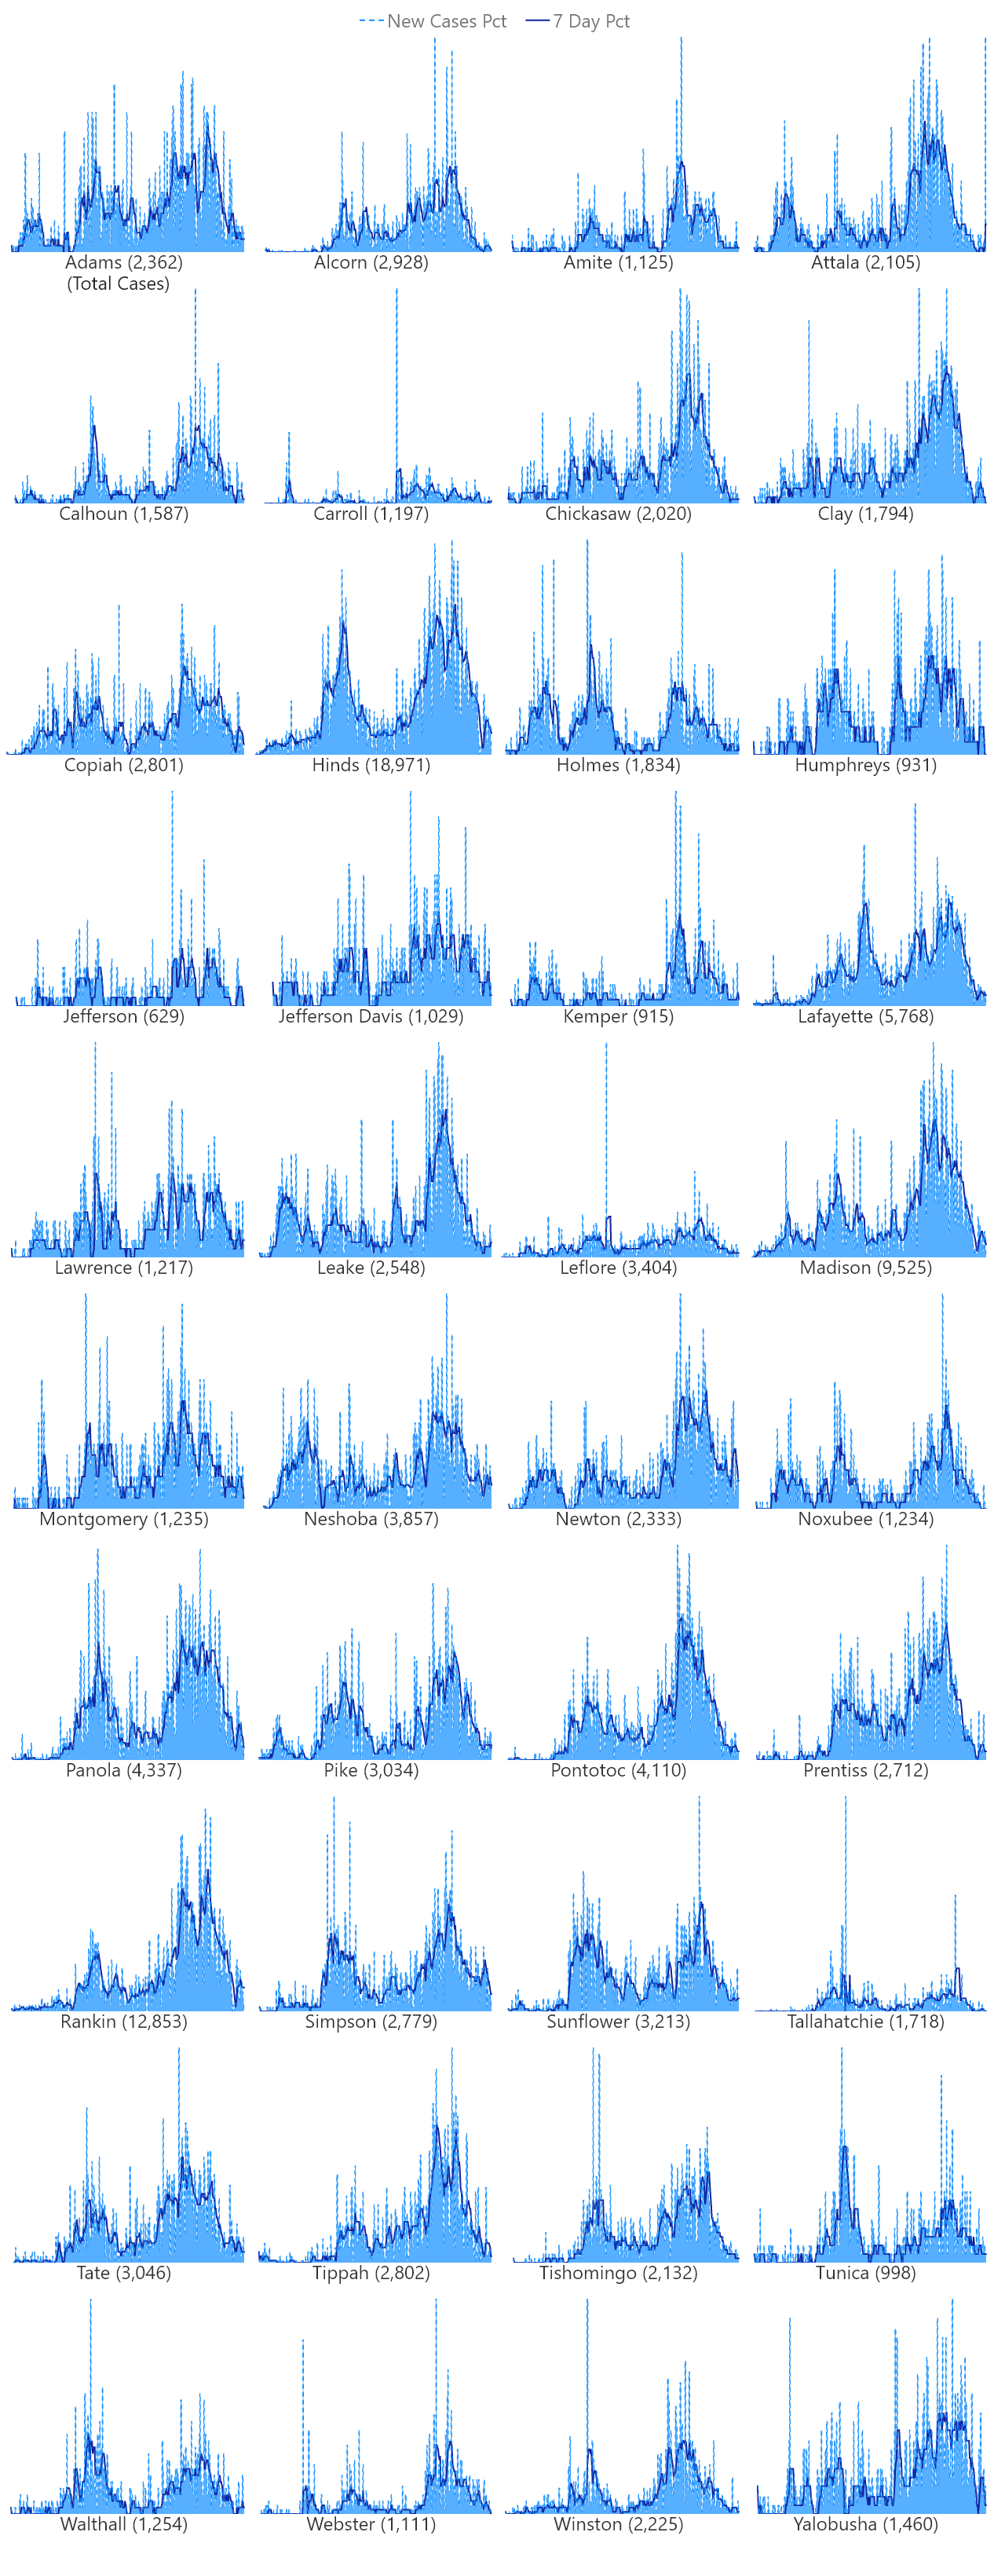 New Cases Pct 7 Day Pct
Adams (2,362) Alcorn (2,928) Amite (1,125) Attala (2,105)
(Total Cases)
Calhoun (1,587) Carroll (1,197) Chickasaw (2,020) Clay (1,794)
Copiah (2,801) Hinds (18,971) Holmes (1,834) Humphreys (931)
Jefferson (629) Jefferson Davis (1,029) Kemper (915) Lafayette (5,768)
Lawrence (1,217) Leake (2,548) Leflore (3,404) Madison (9,525)
Montgomery (1,235) Neshoba (3,857) Newton (2,333) Noxubee (1,234)
Panola (4,337) Pike (3,034) Pontotoc (4,110) Prentiss (2,712)
Rankin (12,853) Simpson (2,779) Sunflower (3,213) Tallahatchie (1,718)
Tate (3,046) Tippah (2,802) Tishomingo (2,132) Tunica (998)
Walthall (1,254) Webster (1,111) Winston (2,225) Yalobusha (1,460)